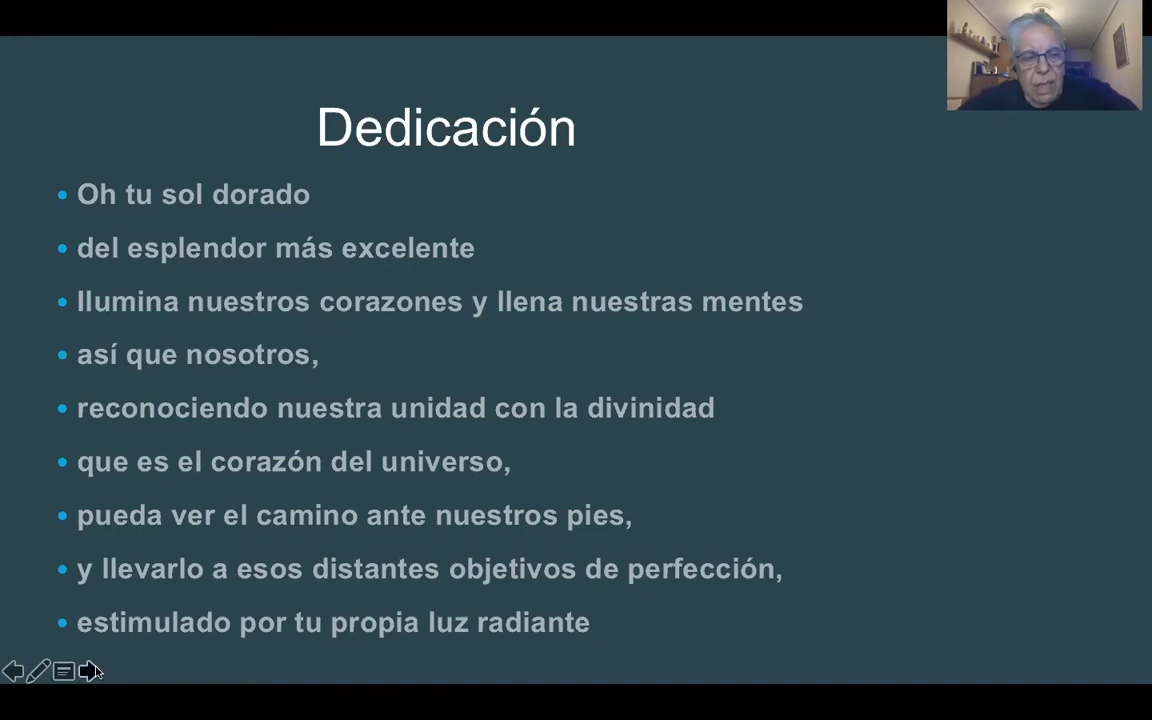 Dedicación
Oh tu sol dorado
del esplendor más excelente
Ilumina nuestros corazones y llena nuestras mentes
así que nosotros,
reconociendo nuestra unidad con la divinidad
que es el corazón del universo,
pueda ver el camino ante nuestros pies,
y llevarlo a esos distantes objetivos de perfección,
estimulado por tu propia luz radiante